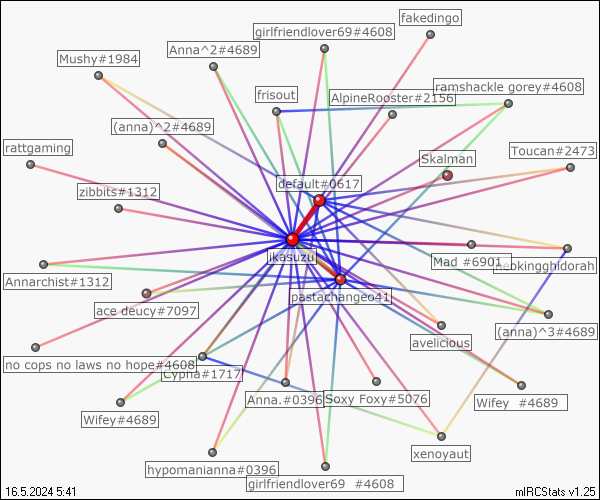 fakedingo
girlfriendlover69#4608
Anna^2#4689
Mushy#1984
ramshackle gorey#4608
frisout
AlpineRooster#2156
(anna)^2#4689
rattgaming
Skalman
Toucan#2473
zibbits#1312
default#0617
ikasuzu
Mad #6901
Annarchist#1312
pastachangeo41
ace deucy#7097
(anna)^3#4689
avelicious
no cops no laws no hope#4608
Cypha#1717
Wifey#4689
Anna.#0396
Soxy Foxy#5076
Wifey  #4689
xenoyaut
hypomanianna#0396
girlfriendlover69  #4608
16.5.2024 5:41
mIRCStats v1.25